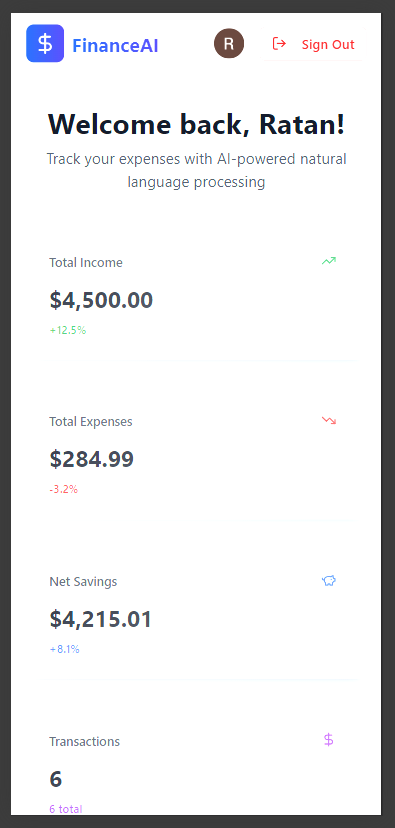 $ FinanceAI R Sign Out
Welcome back, Ratan!
Track your expenses with AI-powered natural
language processing
Total Income
$4,500.00
+12.5%
Total Expenses
$284.99
-3.2%
Net Savings
$4,215.01
+8.1%
Transactions $
6
6 total